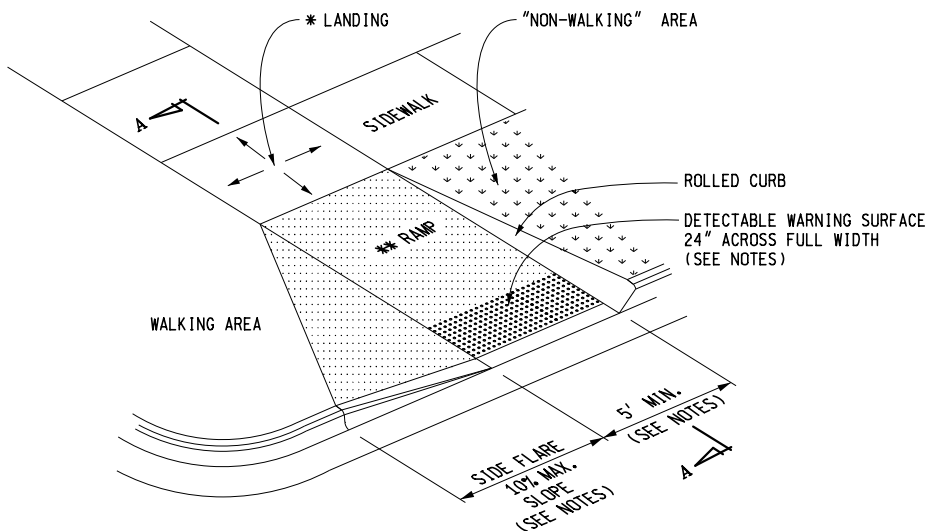 * LANDING
"NON-WALKING" AREA
A
SIDEWALK
ROLLED CURB
** RAMP
DETECTABLE WARNING SURFACE
24" ACROSS FULL WIDTH
(SEE NOTES)
WALKING AREA
5' MIN.
(SEE NOTES)
SIDE FLARE
10% MAX.
SLOPE
(SEE NOTES)
A